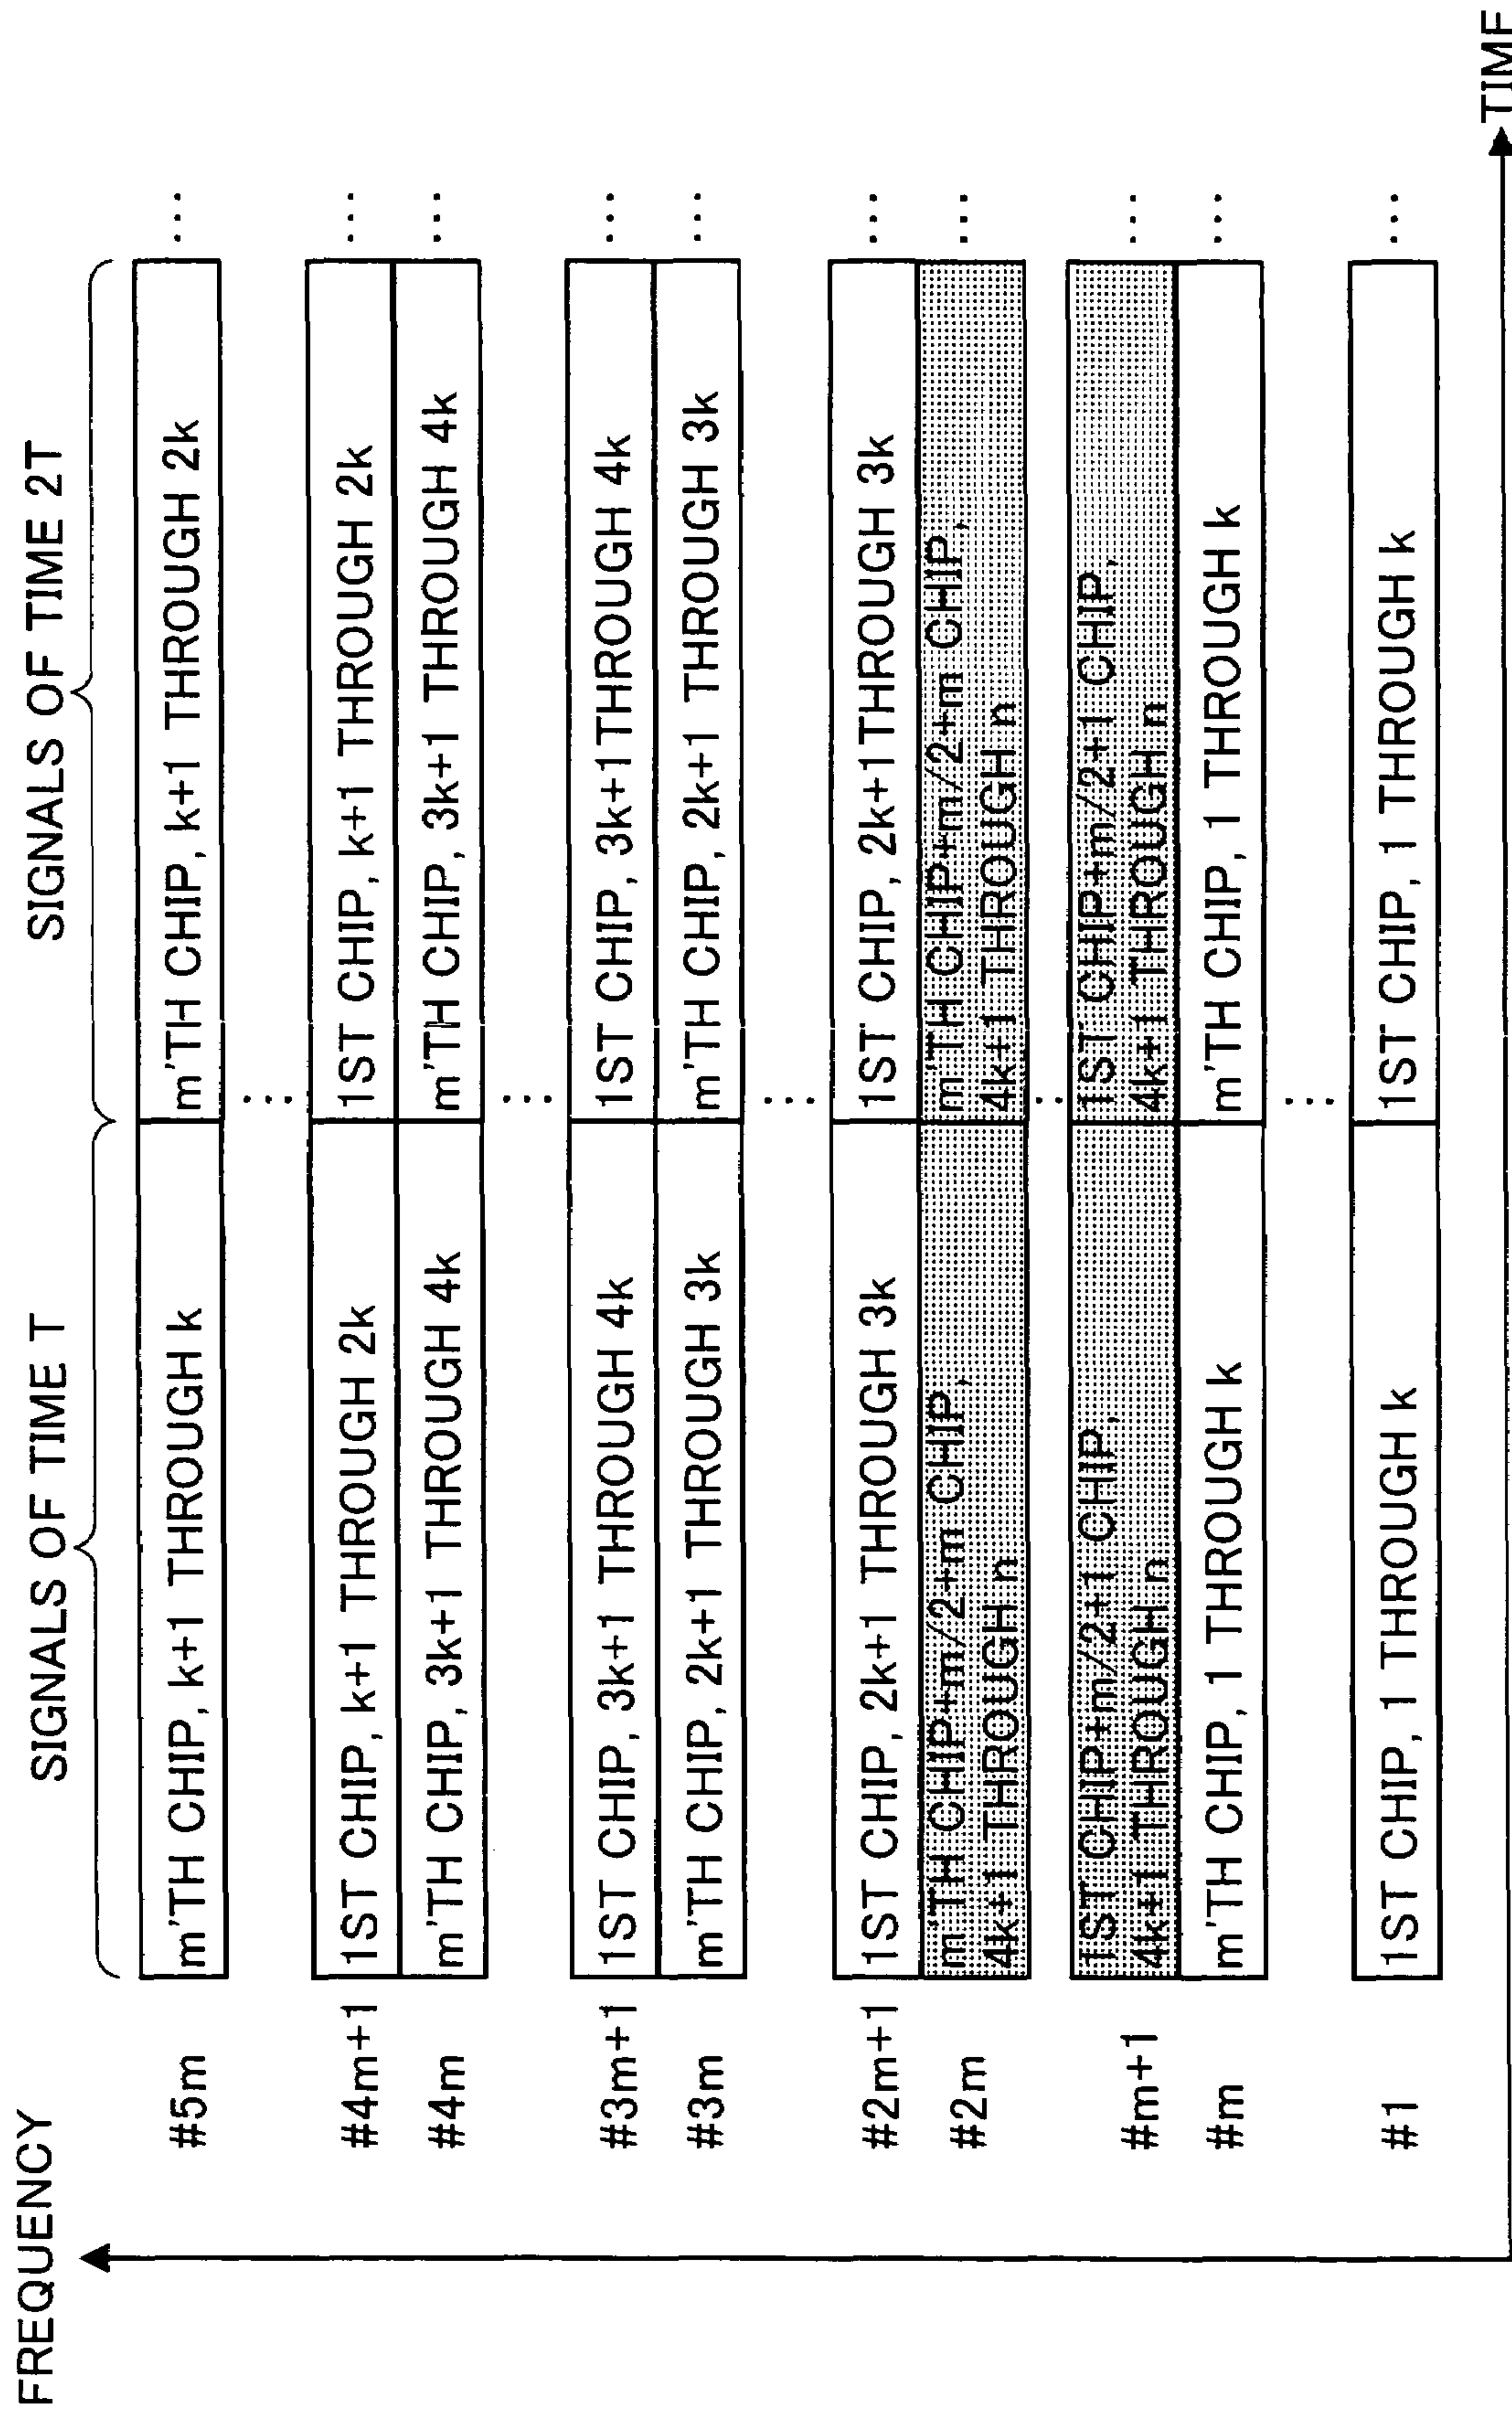 FREQUENCY
SIGNALS OF TIME T
SIGNALS OF TIME 2T
#5m
m'TH CHIP, k+1 THROUGH k
m'TH CHIP, k+1 THROUGH 2k
...
#4m+1
1ST CHIP, k+1 THROUGH 2k
1ST CHIP, k+1 THROUGH 2k
...
#4m
m'TH CHIP, 3k+1 THROUGH 4k
m'TH CHIP, 3k+1 THROUGH 4k
...
#3m+1
1ST CHIP, 3k+1 THROUGH 4k
1ST CHIP, 3k+1 THROUGH 4k
...
#3m
m'TH CHIP, 2k+1 THROUGH 3k
m'TH CHIP, 2k+1 THROUGH 3k
...
#2m+1
1ST CHIP, 2k+1 THROUGH 3k
1ST CHIP, 2k+1 THROUGH 3k
...
#2m
m'TH CHIP+m/2+m CHIP,
4k+1 THROUGH n
m'TH CHIP+m/2+m CHIP,
4k+1 THROUGH n
...
#m+1
1ST CHIP+m/2+1 CHIP,
4k+1 THROUGH n
1ST CHIP+m/2+1 CHIP,
4k+1 THROUGH n
...
#m
m'TH CHIP, 1 THROUGH k
m'TH CHIP, 1 THROUGH k
...
#1
1ST CHIP, 1 THROUGH k
1ST CHIP, 1 THROUGH k
...
TIME